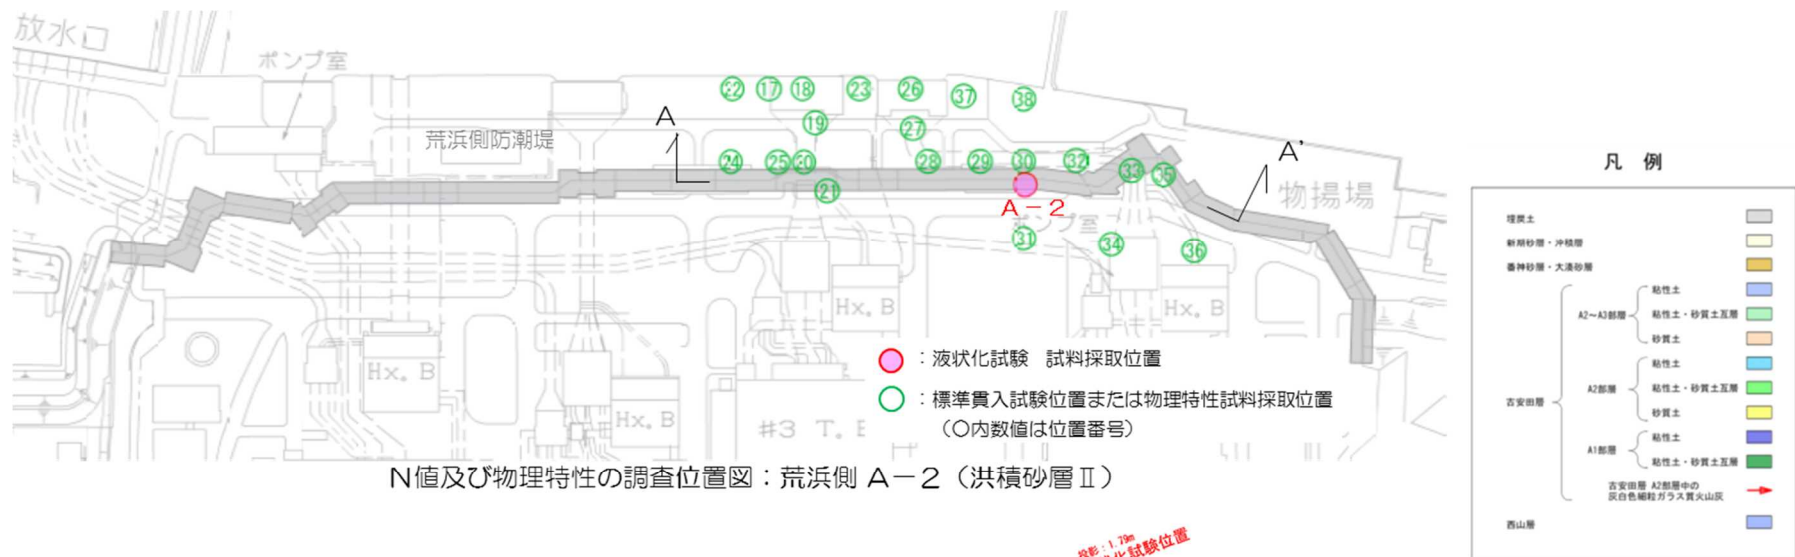 放水口
ポンプ室
荒浜側防潮堤
22 17 18 23 26 37 38
19 27
A
24 25 20 28 29 30 32 33 35
A'
21
A-2
物揚場
ポンプ室
31 34 36
Hx. B
Hx. B
Hx. B
Hx. B
#3 T. B
:液状化試験 試料採取位置
:標準貫入試験位置または物理特性試料採取位置
(○内数値は位置番号)
N値及び物理特性の調査位置図:荒浜側 A-2(洪積砂層Ⅱ)
投影:1.79m
化試験位置
凡 例
埋戻土
新期砂層・沖積層
番神砂層・大湊砂層
古安田層
A2~A3部層
粘性土
粘性土・砂質土互層
砂質土
A2部層
粘性土
粘性土・砂質土互層
砂質土
A1部層
粘性土
粘性土・砂質土互層
古安田層 A2部層中の
灰白色細粒ガラス質火山灰
西山層